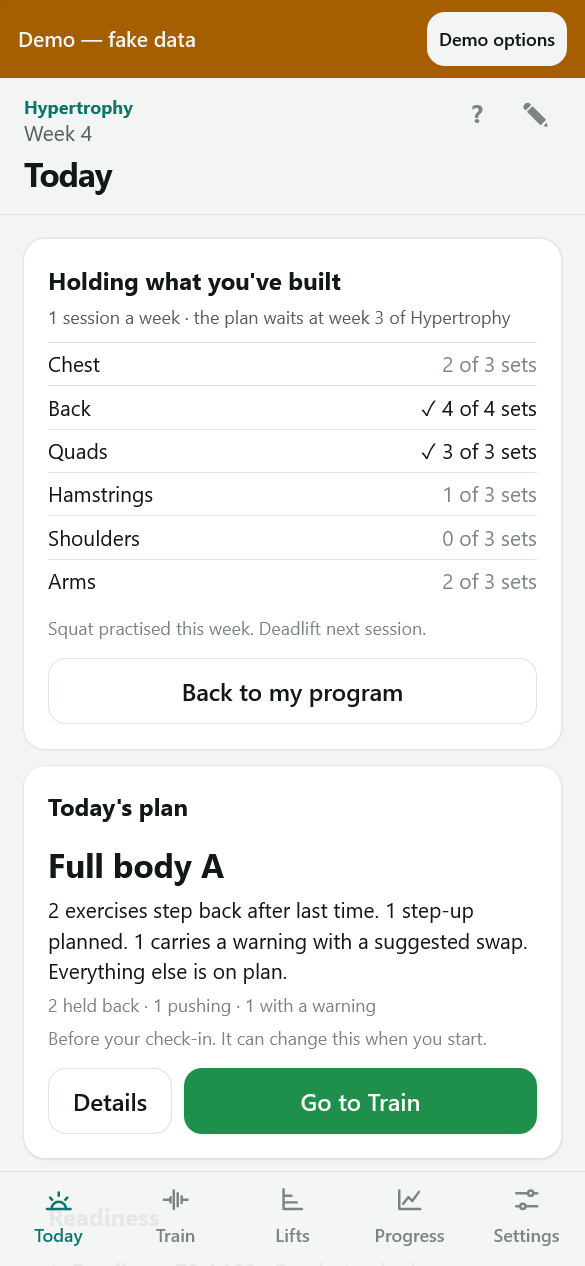 Demo — fake data
Demo options
Hypertrophy
Week 4
?
Today
Holding what you've built
1 session a week · the plan waits at week 3 of Hypertrophy
Chest 2 of 3 sets
Back ✓ 4 of 4 sets
Quads ✓ 3 of 3 sets
Hamstrings 1 of 3 sets
Shoulders 0 of 3 sets
Arms 2 of 3 sets
Squat practised this week. Deadlift next session.
Back to my program
Today's plan
Full body A
2 exercises step back after last time. 1 step-up
planned. 1 carries a warning with a suggested swap.
Everything else is on plan.
2 held back · 1 pushing · 1 with a warning
Before your check-in. It can change this when you start.
Details
Go to Train
Readiness
Today
Train
Lifts
Progress
Settings